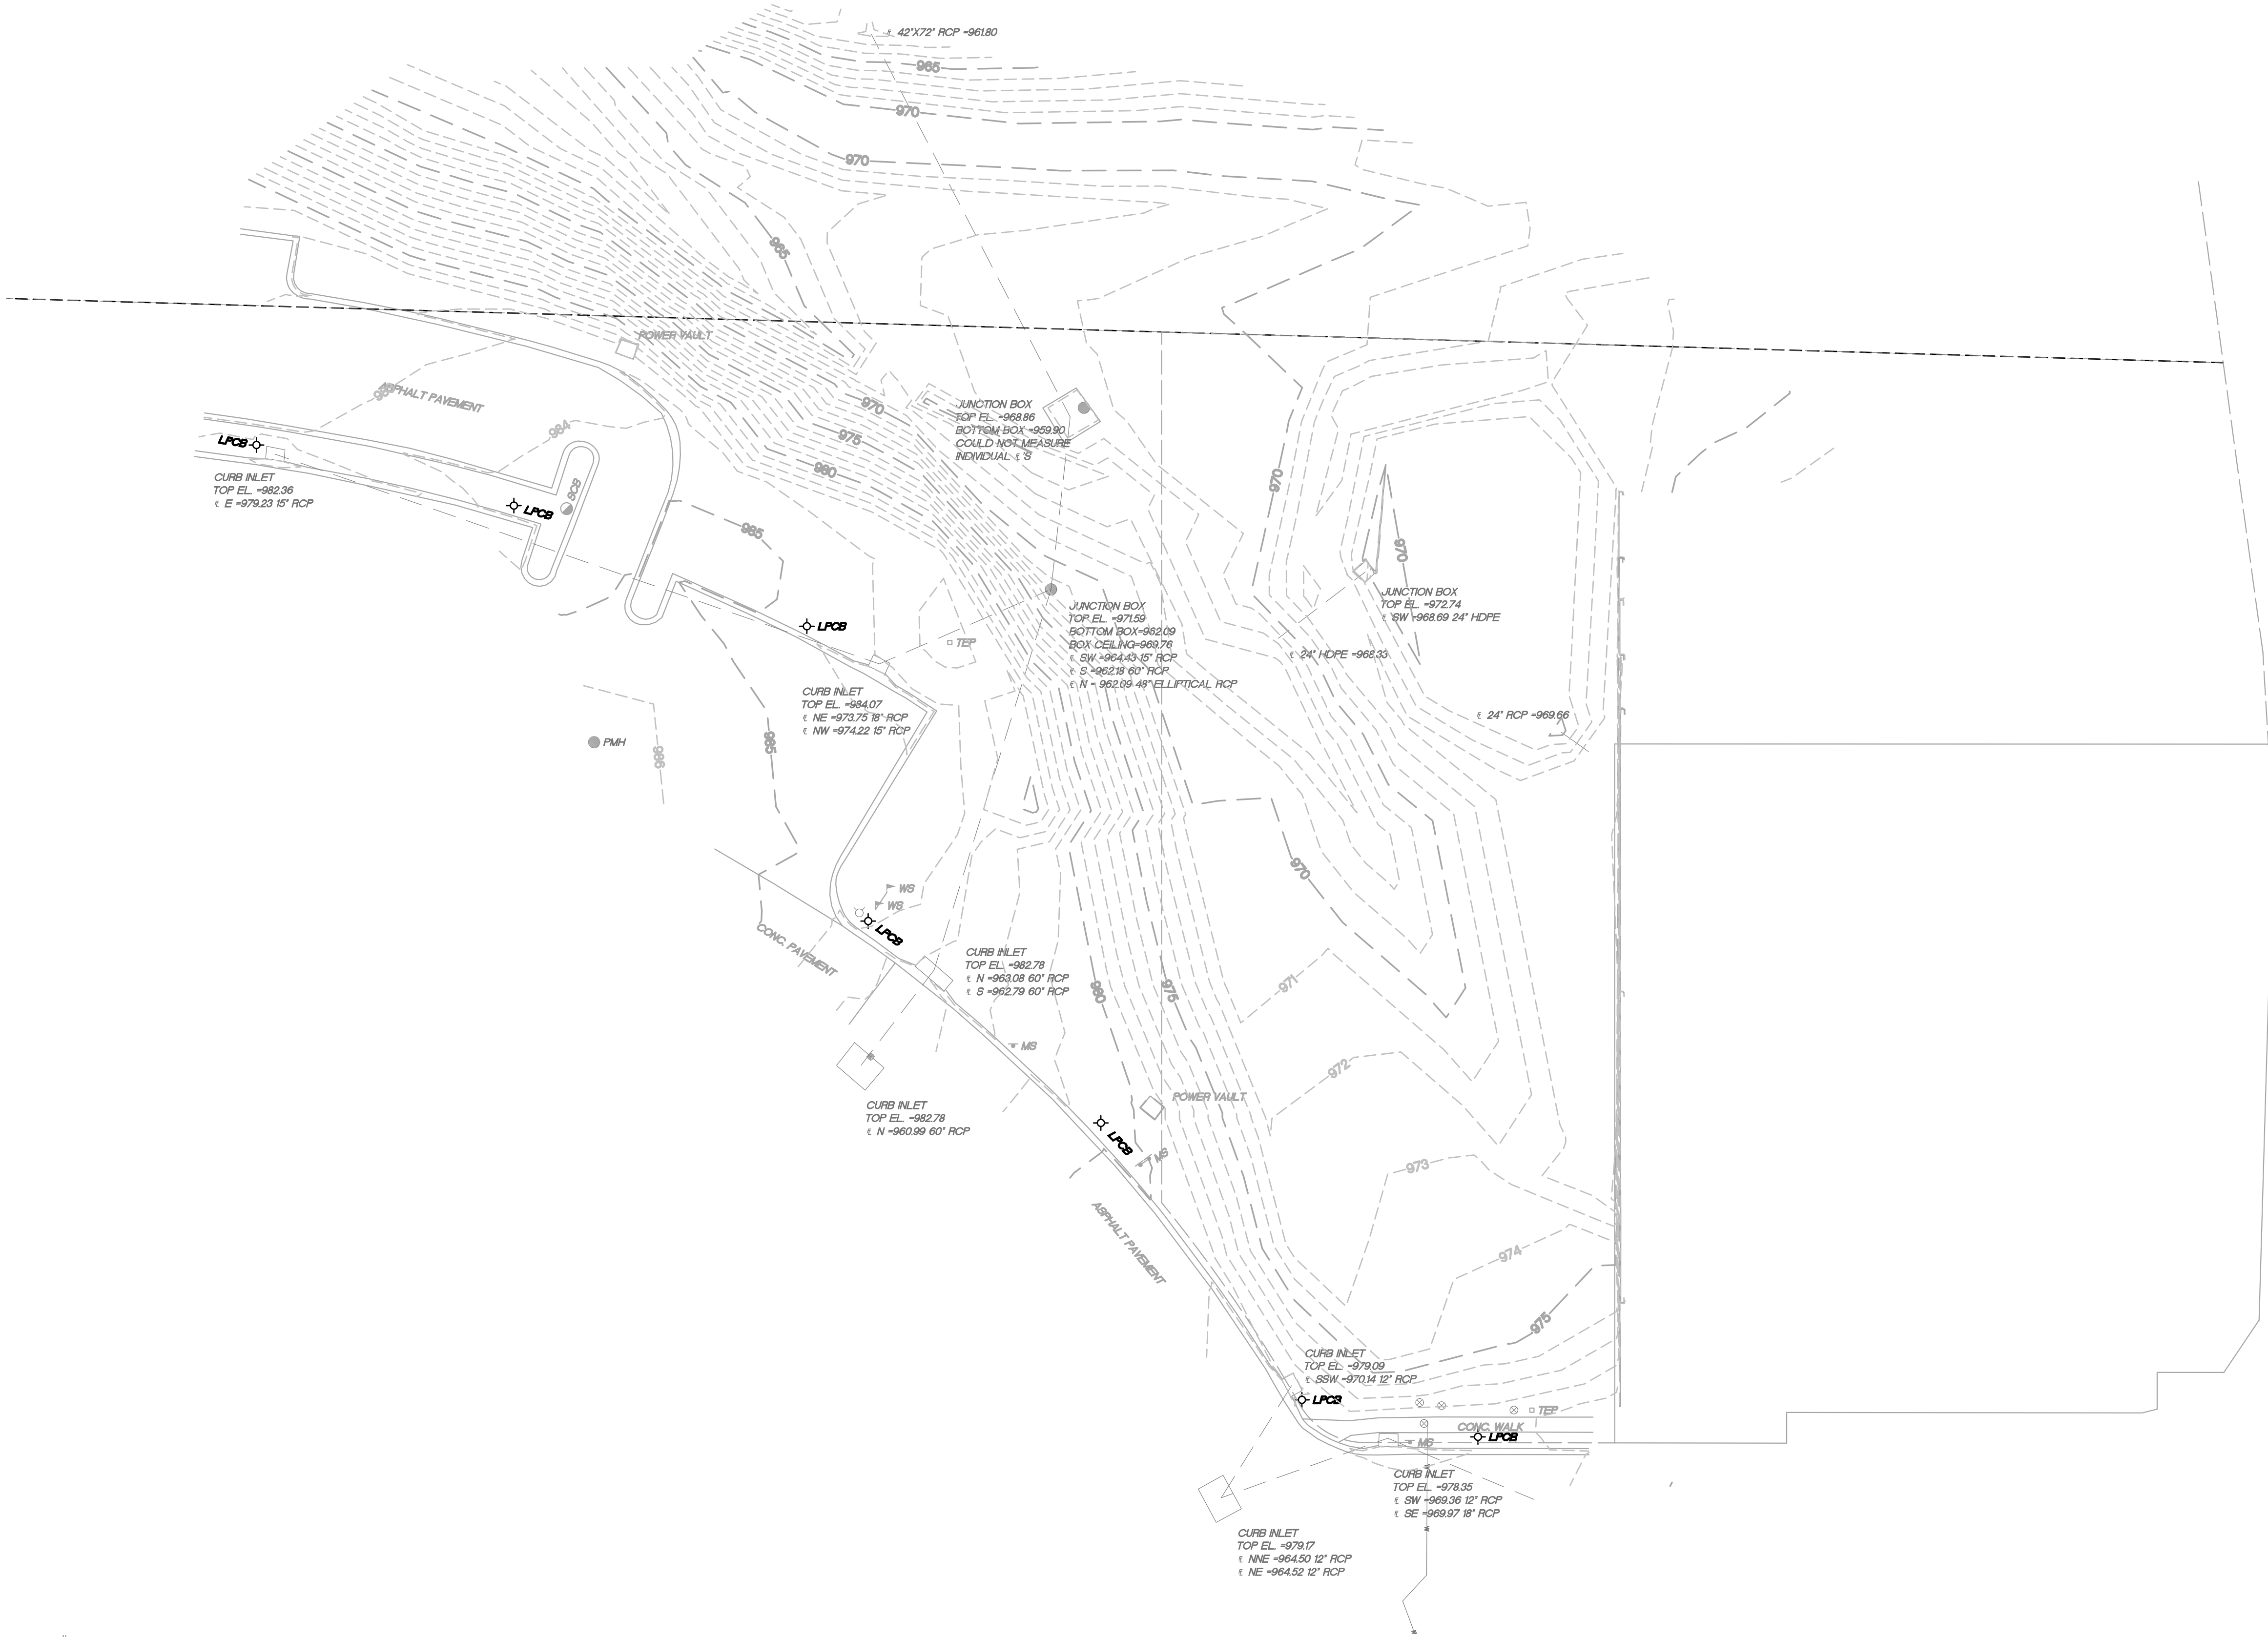 ℄ 42"X72" RCP =961.80
965
970
970
965
POWER VAULT
ASPHALT PAVEMENT
984
970
975
980
JUNCTION BOX
TOP EL. =968.86
BOTTOM BOX =959.90
COULD NOT MEASURE
INDIVIDUAL ℄ 'S
LPCB
CURB INLET
TOP EL. =982.36
℄ E =979.23 15" RCP
SCB
LPCB
985
970
970
JUNCTION BOX
TOP EL. =972.74
℄ SW =968.69 24" HDPE
JUNCTION BOX
TOP EL. =971.59
BOTTOM BOX=962.09
BOX CEILING=969.76
℄ SW =964.43 15" RCP
℄ S =962.18 60" RCP
℄ N = 962.09 48" ELLIPTICAL RCP
LPCB
TEP
℄ 24" HDPE =968.33
CURB INLET
TOP EL. =984.07
℄ NE =973.75 18" RCP
℄ NW =974.22 15" RCP
℄ 24" RCP =969.66
PMH
986
985
970
WS
WS
LPCB
CONC. PAVEMENT
CURB INLET
TOP EL. =982.78
℄ N =963.08 60" RCP
℄ S =962.79 60" RCP
980
975
971
MS
972
CURB INLET
TOP EL. =982.78
℄ N =960.99 60" RCP
POWER VAULT
LPCB
MS
973
ASPHALT PAVEMENT
974
975
CURB INLET
TOP EL. =979.09
℄ SSW =970.14 12" RCP
LPCB
TEP
CONC. WALK
LPCB
MS
CURB INLET
TOP EL. =978.35
℄ SW =969.36 12" RCP
℄ SE =969.97 18" RCP
CURB INLET
TOP EL. =979.17
℄ NNE =964.50 12" RCP
℄ NE =964.52 12" RCP